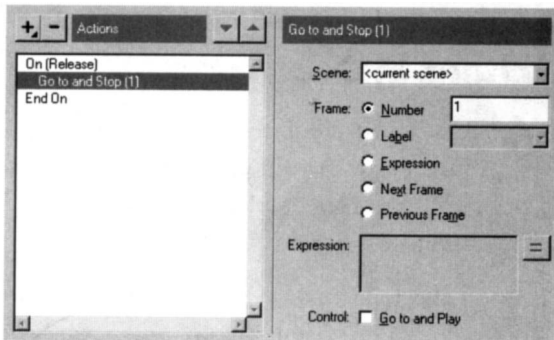 Actions
On (Release)
Go to and Stop (1)
End On
Go to and Stop (1)
Scene: <current scene>
Frame: Number 1
Label
Expression
Next Frame
Previous Frame
Expression:
Control: Go to and Play